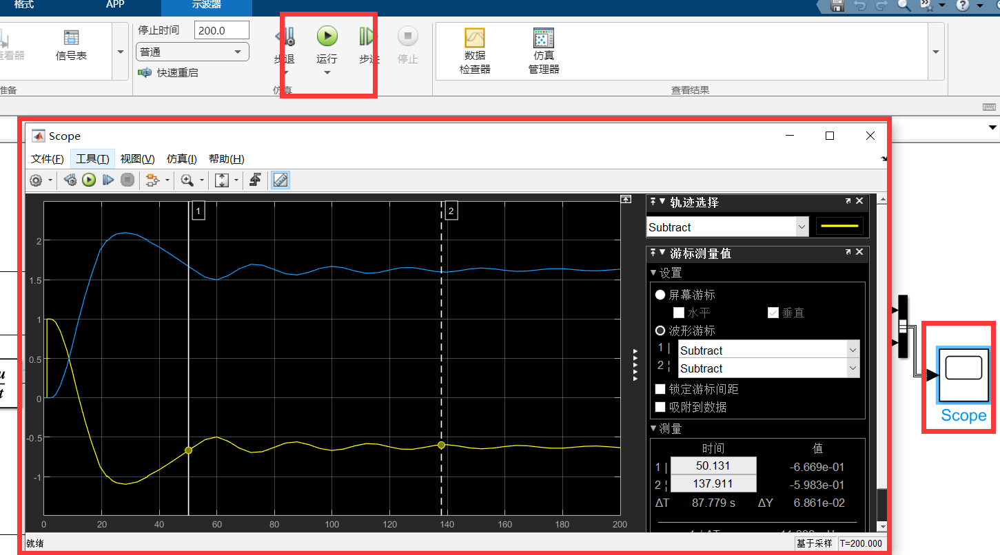 格式 APP 示波器
停止时间 200.0
查看器 信号表 普通 步退 运行 步进 停止 数据 仿真
检查器 管理器
快速重启
准备 仿真 查看结果
Scope
文件(F) 工具(T) 视图(V) 仿真(I) 帮助(H)
1 2
轨迹选择
Subtract
游标测量值
设置
屏幕游标
水平 垂直
波形游标
1 | Subtract
2 ¦ Subtract
锁定游标间距
吸附到数据
测量
时间 值
1 | 50.131 -6.669e-01
2 ¦ 137.911 -5.983e-01
ΔT 87.779 s ΔY 6.861e-02
2
1.5
1
0.5
0
-0.5
-1
0 20 40 60 80 100 120 140 160 180 200
就绪 基于采样 T=200.000
u
t
Scope